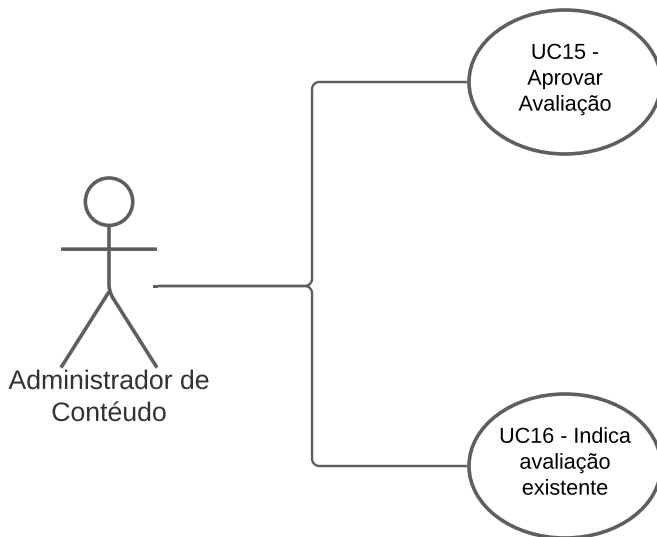 UC15 -
Aprovar
Avaliação
Administrador de
Contéudo
UC16 - Indica
avaliação
existente